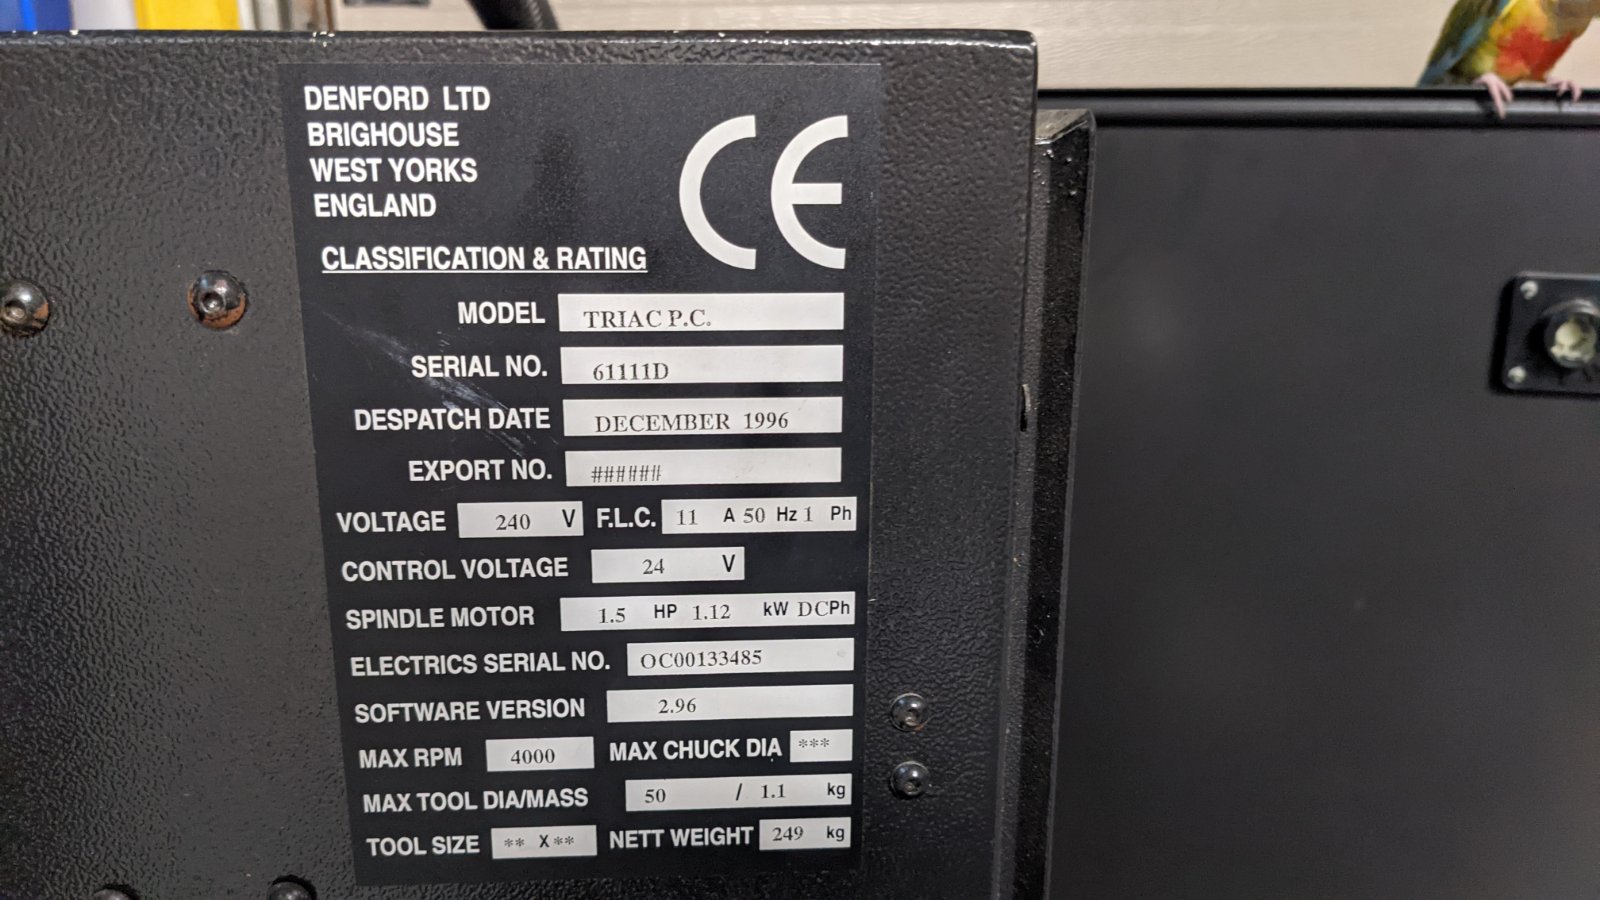 DENFORD LTD
BRIGHOUSE
WEST YORKS
ENGLAND
CE
CLASSIFICATION & RATING
MODEL TRIAC P.C.
SERIAL NO. 61111D
DESPATCH DATE DECEMBER 1996
EXPORT NO. ######
VOLTAGE 240 V F.L.C. 11 A 50 Hz 1 Ph
CONTROL VOLTAGE 24 V
SPINDLE MOTOR 1.5 HP 1.12 kW DCPh
ELECTRICS SERIAL NO. OC00133485
SOFTWARE VERSION 2.96
MAX RPM 4000 MAX CHUCK DIA ***
MAX TOOL DIA/MASS 50 / 1.1 kg
TOOL SIZE ** X ** NETT WEIGHT 249 kg